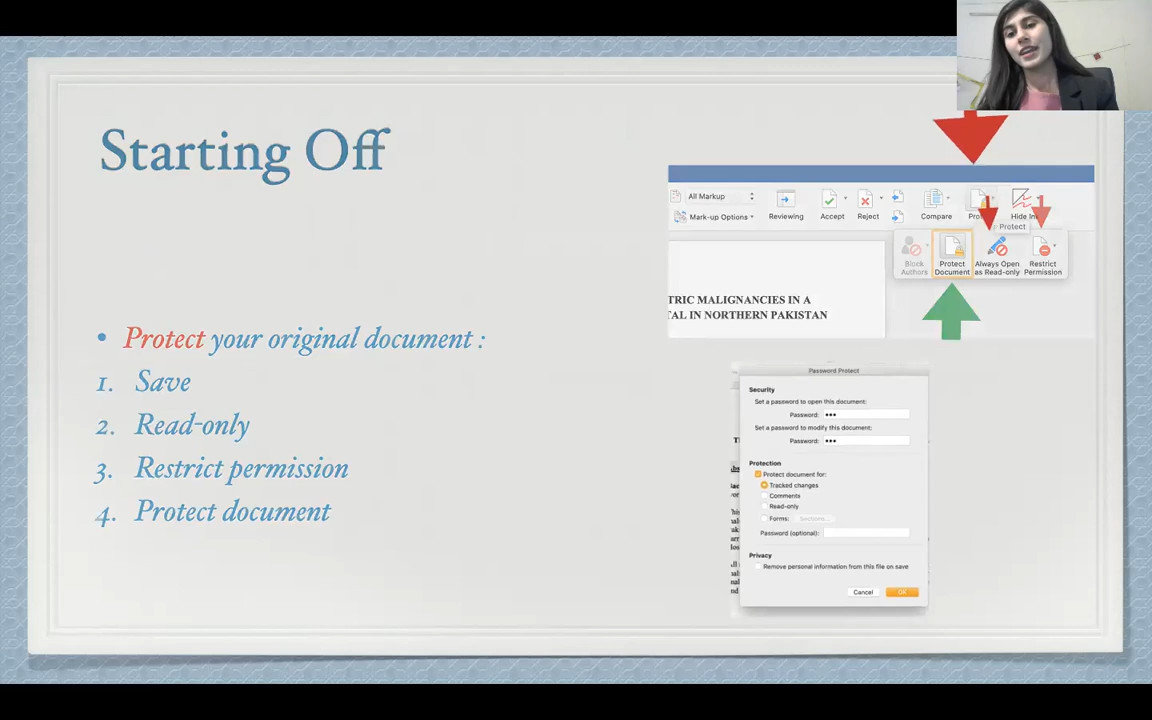 Starting Off
• Protect your original document :
1. Save
2. Read-only
3. Restrict permission
4. Protect document
All Markup
Mark-up Options
Reviewing
Accept
Reject
Compare
Hide
Protect
Block Authors
Protect Document
Always Open as Read-only
Restrict Permission
TRIC MALIGNANCIES IN A
TAL IN NORTHERN PAKISTAN
Password Protect
Security
Set a password to open this document:
Password: •••
Set a password to modify this document:
Password: •••
Protection
Protect document for:
Tracked changes
Comments
Read-only
Forms: Sections...
Password (optional):
Privacy
Remove personal information from this file on save
Cancel OK